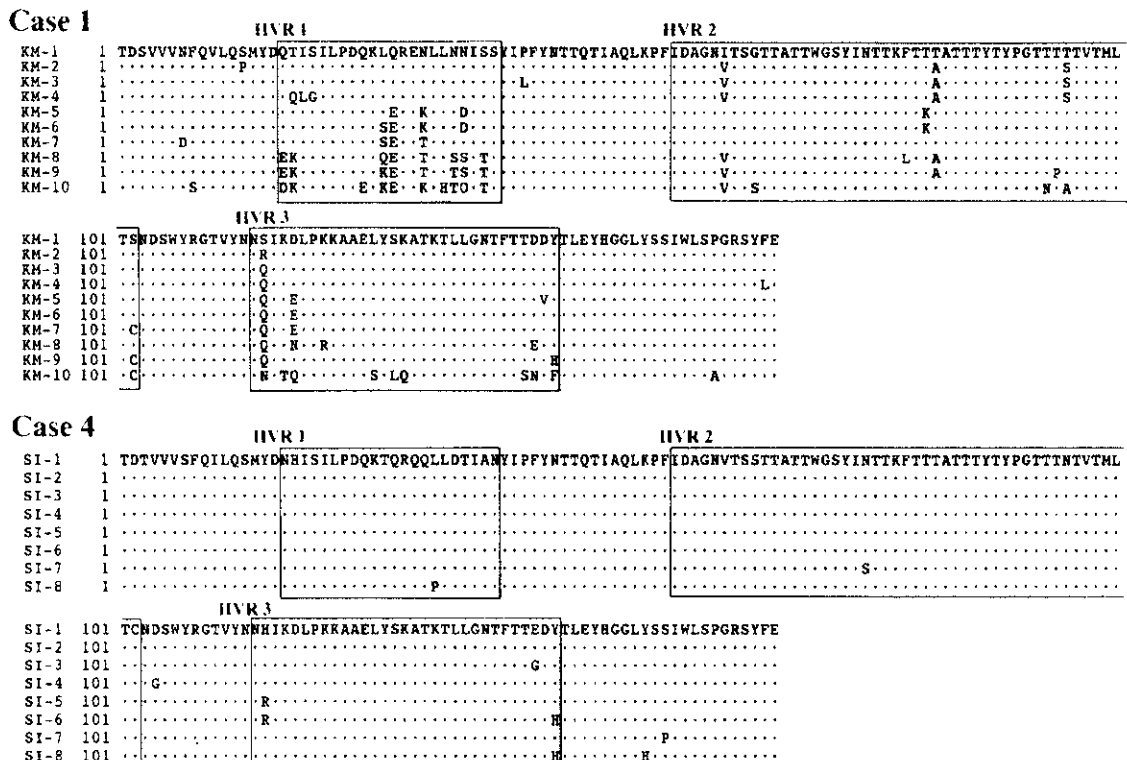 Case 1
HVR 1 HVR 2
KM-1 1 TDSVVVNFQVLQSMYDQTISILPDQKLQRENLLNNISSYIPFYNTTQTIAQLKPFIDAGNITSGTTATTWGSYINTTKFTTTATTTYTYPGTTTTTVTML
KM-2 1 ............P...............................................V....................A............S.....
KM-3 1 ........................................L...................V....................A............S.....
KM-4 1 .................QLG........................................V....................A............S.....
KM-5 1 ...........................E..K...D.............................................K...................
KM-6 1 ..........................SE..K...D.............................................K...................
KM-7 1 ......D...................SE..T.....................................................................
KM-8 1 ................EK........QE..T..NS.T.......................V.................L..A............S.....
KM-9 1 ................EK........KE..T..TS.T.......................V....................A...........P......
KM-10 1 .......S........DK......E.KE..K.HTO.T.......................V..S............................N.A.....
HVR 3
KM-1 101 TSNDSWYRGTVYNNSIKDLPKKAAELYSKATKTLLGNTFTTDDYTLEYHGGLYSSIWLSPGRSYFE
KM-2 101 ..............R...................................................
KM-3 101 ..............Q...................................................
KM-4 101 ..............Q.................................................L.
KM-5 101 ..............Q..E........................V.......................
KM-6 101 ..............Q..E................................................
KM-7 101 .C............Q..E................................................
KM-8 101 ..............Q..N..R....................E........................
KM-9 101 .C............Q............................H......................
KM-10 101 .C............N.TQ.......S.LQ...........SN.F...............A......
Case 4
HVR 1 HVR 2
SI-1 1 TDTVVVSFQILQSMYDNHISILPDQKTQRQQLLDTIANYIPFYNTTQTIAQLKPFIDAGNVTSSTTATTWGSYINTTKFTTTATTTYTYPGTTTNTVTML
SI-2 1 ....................................................................................................
SI-3 1 ....................................................................................................
SI-4 1 ....................................................................................................
SI-5 1 ....................................................................................................
SI-6 1 ....................................................................................................
SI-7 1 ..........................................................................S.........................
SI-8 1 ...............................P....................................................................
HVR 3
SI-1 101 TCNDSWYRGTVYNNHIKDLPKKAAELYSKATKTLLGNTFTTEDYTLEYHGGLYSSIWLSPGRSYFE
SI-2 101 ..................................................................
SI-3 101 .........................................G........................
SI-4 101 ...G..............................................................
SI-5 101 ..............R...................................................
SI-6 101 ..............R............................H......................
SI-7 101 ......................................................P...........
SI-8 101 ...........................................H........H.............